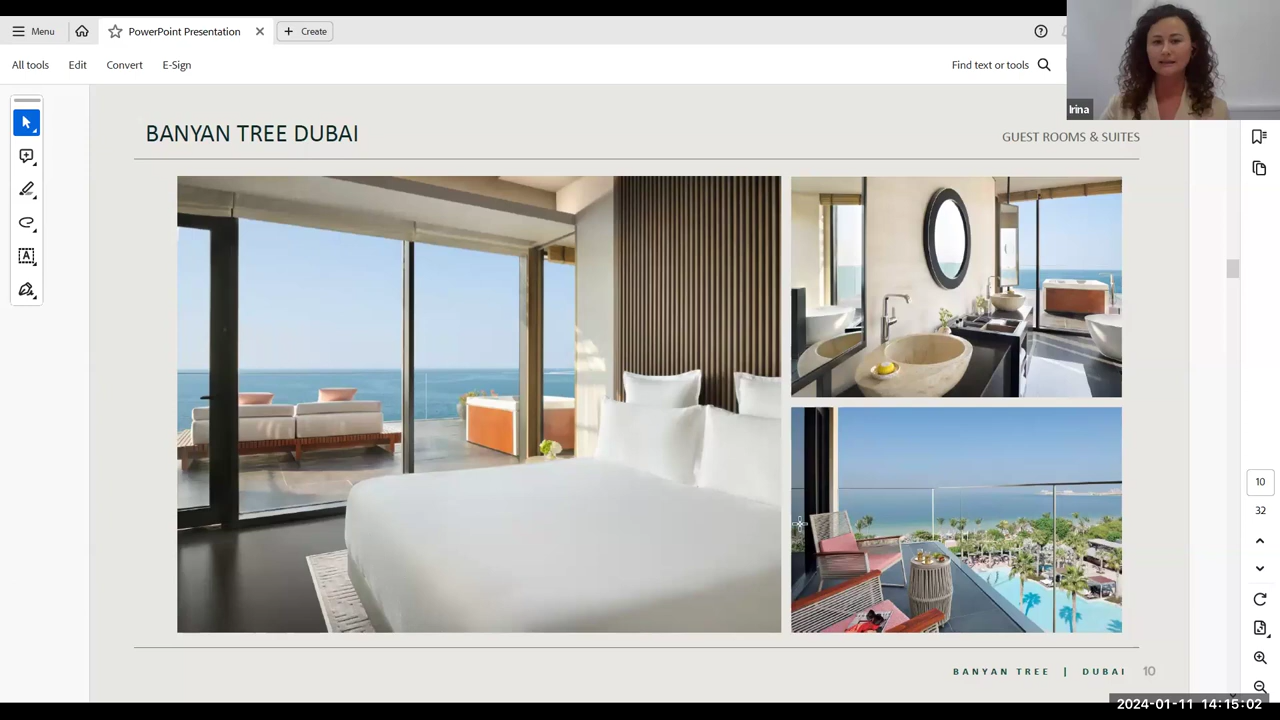 Menu
PowerPoint Presentation
Create
All tools
Edit
Convert
E-Sign
Find text or tools
Irina
BANYAN TREE DUBAI
GUEST ROOMS & SUITES
10
32
BANYAN TREE | DUBAI 10
2024-01-11 14:15:02